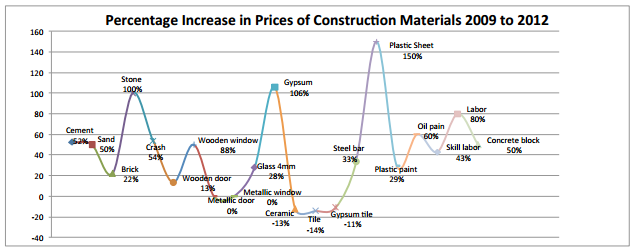 Percentage Increase in Prices of Construction Materials 2009 to 2012
160
140
120
100
80
60
40
20
0
-20
-40
Cement
52%
Sand
50%
Brick
22%
Stone
100%
Crash
54%
Wooden door
13%
Wooden window
88%
Metallic door
0%
Metallic window
0%
Glass 4mm
28%
Gypsum
106%
Ceramic
-13%
Tile
-14%
Gypsum tile
-11%
Steel bar
33%
Plastic Sheet
150%
Plastic paint
29%
Oil pain
60%
Skill labor
43%
Labor
80%
Concrete block
50%